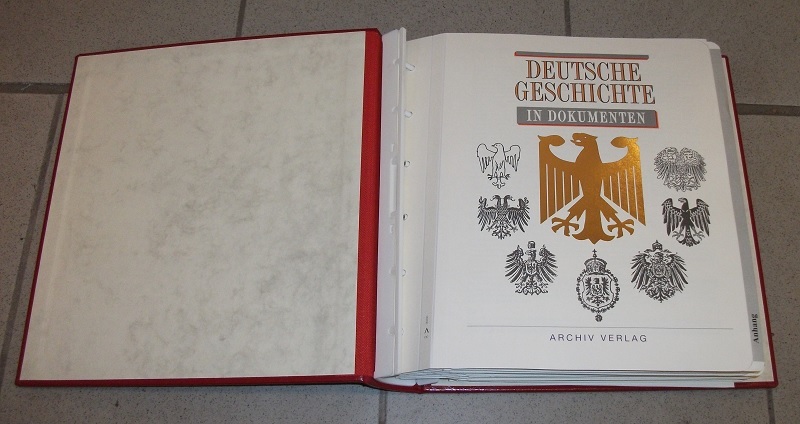 DEUTSCHE
GESCHICHTE
IN DOKUMENTEN
ARCHIV VERLAG
A
Anhang